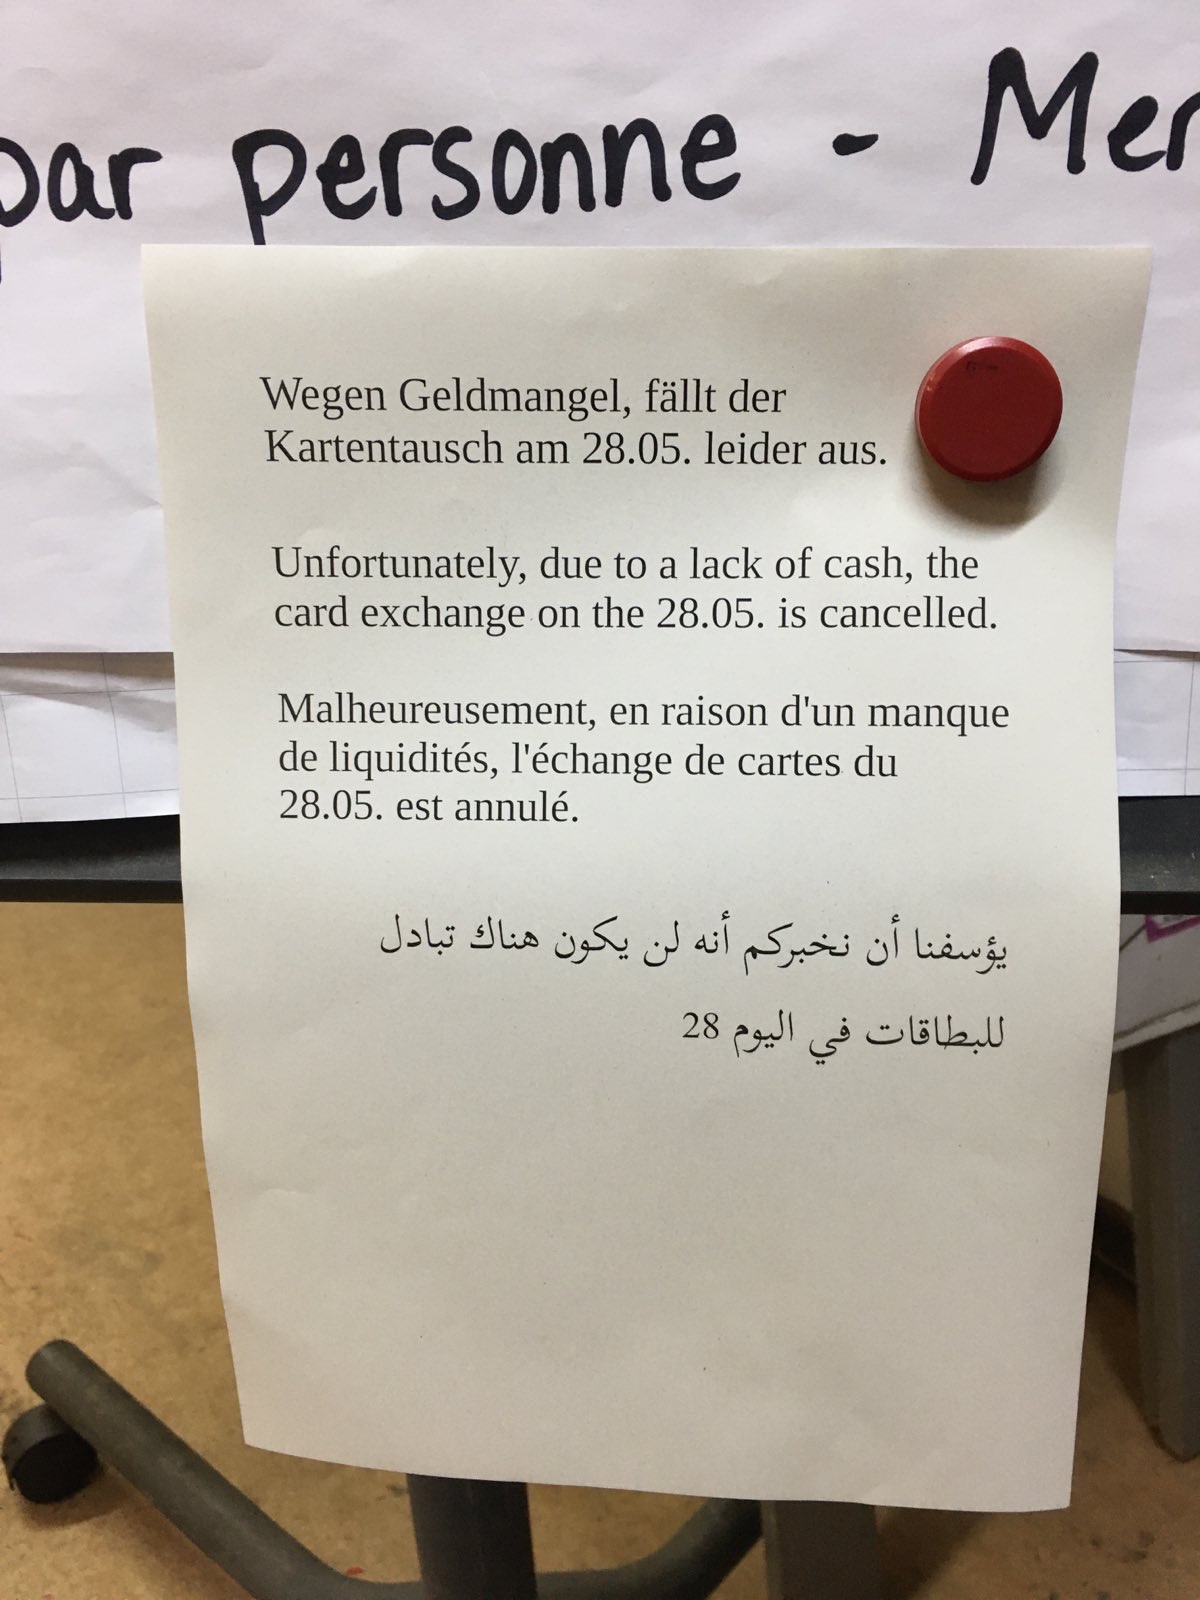 par personne - Mer
Wegen Geldmangel, fällt der
Kartentausch am 28.05. leider aus.
Unfortunately, due to a lack of cash, the
card exchange on the 28.05. is cancelled.
Malheureusement, en raison d'un manque
de liquidités, l'échange de cartes du
28.05. est annulé.
يؤسفنا أن نخبركم أنه لن يكون هناك تبادل
للبطاقات في اليوم 28